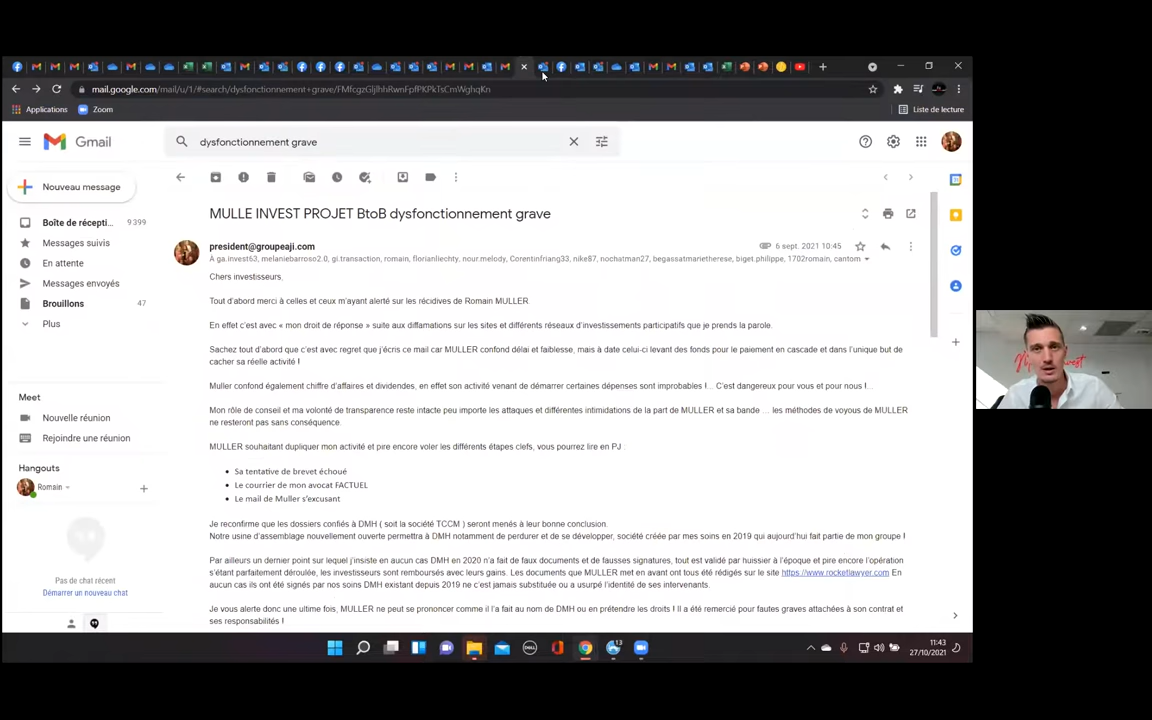 mail.google.com/mail/u/1/#search/dysfonctionnement+grave/FMfcgzGljlhhRwnFpfPKPkTsCmWghqKn
Applications
Zoom
Liste de lecture
Gmail
dysfonctionnement grave
Nouveau message
MULLE INVEST PROJET BtoB dysfonctionnement grave
Boîte de récepti...
9 399
Messages suivis
En attente
Messages envoyés
Brouillons
47
Plus
president@groupeaji.com
6 sept. 2021 10:45
À ga.invest63, melaniebarroso2.0, gi.transaction, romain, florianliechty, nour.melody, Corentinfriang33, nike87, nochatman27, begassatmarietherese, biget.philippe, 1702romain, cantom
Chers investisseurs,
Tout d'abord merci à celles et ceux m'ayant alerté sur les récidives de Romain MULLER.
En effet c'est avec « mon droit de réponse » suite aux diffamations sur les sites et différents réseaux d'investissements participatifs que je prends la parole.
Sachez tout d'abord que c'est avec regret que j'écris ce mail car MULLER confond délai et faiblesse, mais à date celui-ci levant des fonds pour le paiement en cascade et dans l'unique but de
cacher sa réelle activité !
Muller confond également chiffre d'affaires et dividendes, en effet son activité venant de démarrer certaines dépenses sont improbables !... C'est dangereux pour vous et pour nous !...
Mon rôle de conseil et ma volonté de transparence reste intacte peu importe les attaques et différentes intimidations de la part de MULLER et sa bande ... les méthodes de voyous de MULLER
ne resteront pas sans conséquence.
MULLER souhaitant dupliquer mon activité et pire encore voler les différents étapes clefs, vous pourrez lire en PJ :
Sa tentative de brevet échoué
Le courrier de mon avocat FACTUEL
Le mail de Muller s'excusant
Je reconfirme que les dossiers confiés à DMH ( soit la société TCCM ) seront menés à leur bonne conclusion.
Notre usine d'assemblage nouvellement ouverte permettra à DMH notamment de perdurer et de se développer, société créée par mes soins en 2019 qui aujourd'hui fait partie de mon groupe !
Par ailleurs un dernier point sur lequel j'insiste en aucun cas DMH en 2020 n'a fait de faux documents et de fausses signatures, tout est validé par huissier à l'époque et pire encore l'opération
s'étant parfaitement déroulée, les investisseurs sont remboursés avec leurs gains. Les documents que MULLER met en avant ont tous été rédigés sur le site https://www.rocketlawyer.com En
aucun cas ils ont été signés par nos soins DMH existant depuis 2019 ne c'est jamais substituée ou a usurpé l'identité de ses intervenants.
Je vous alerte donc une ultime fois, MULLER ne peut se prononcer comme il l'a fait au nom de DMH ou en prétendre les droits ! Il a été remercié pour fautes graves attachées à son contrat et
ses responsabilités !
Meet
Nouvelle réunion
Rejoindre une réunion
Hangouts
Romain
Pas de chat récent
Démarrer un nouveau chat
DELL
13
11:43
27/10/2021